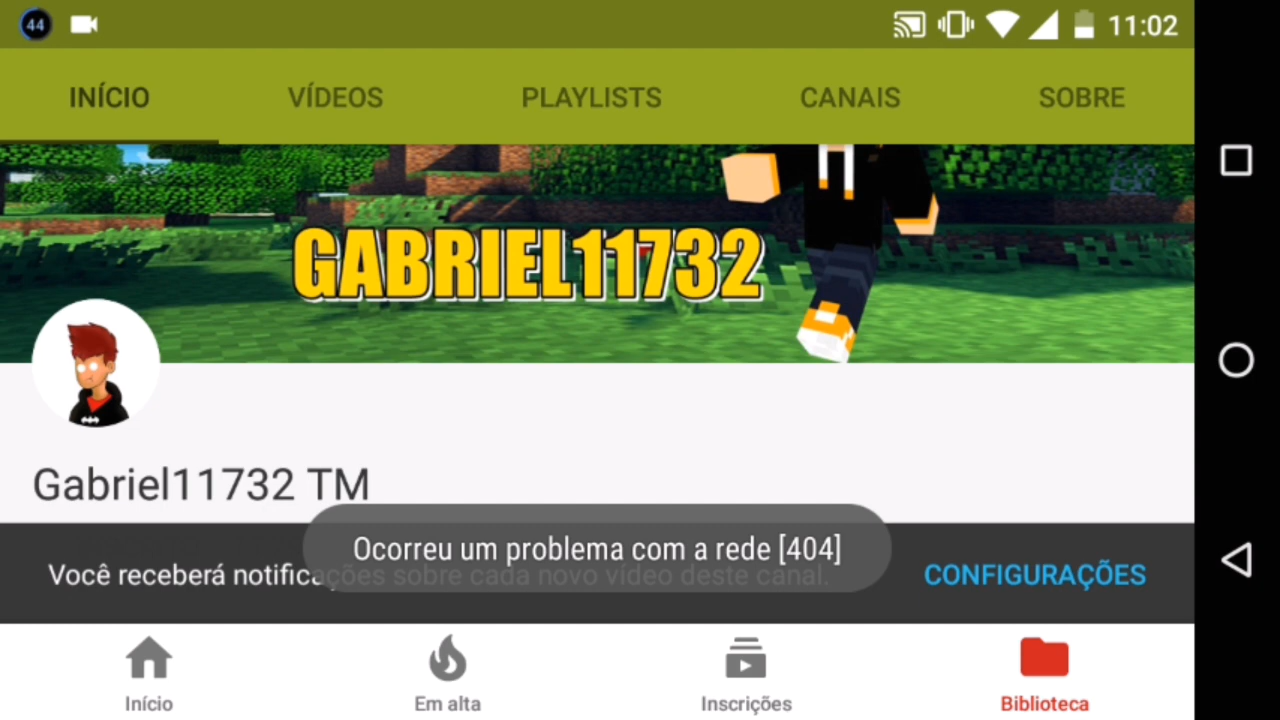 44
11:02
INÍCIO VÍDEOS PLAYLISTS CANAIS SOBRE
GABRIEL11732
Gabriel11732 TM
Ocorreu um problema com a rede [404]
Você receberá notificações sobre cada novo vídeo deste canal. CONFIGURAÇÕES
Início Em alta Inscrições Biblioteca